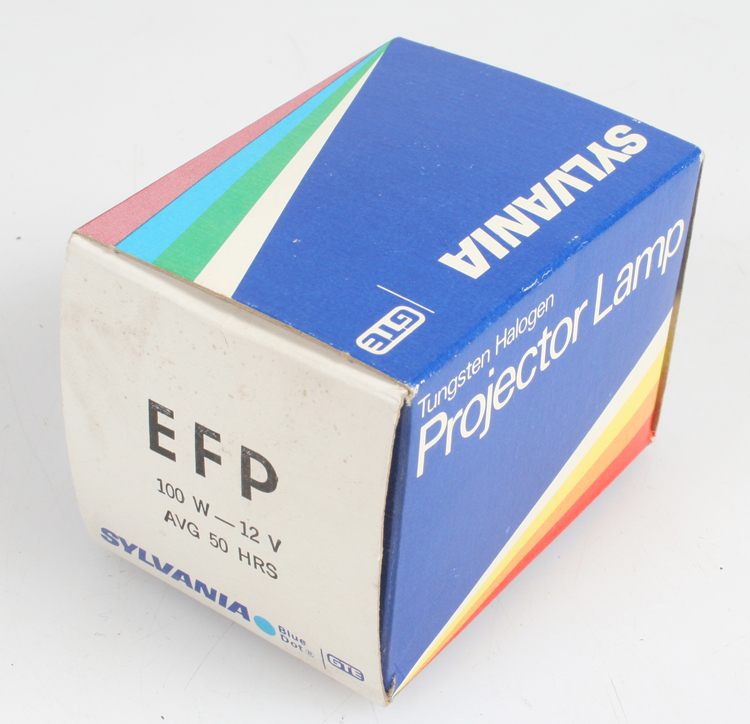 SYLVANIA
GTE
Tungsten Halogen
Projector Lamp
EFP
100 W — 12 V
AVG 50 HRS
SYLVANIA Blue Dot® GTE